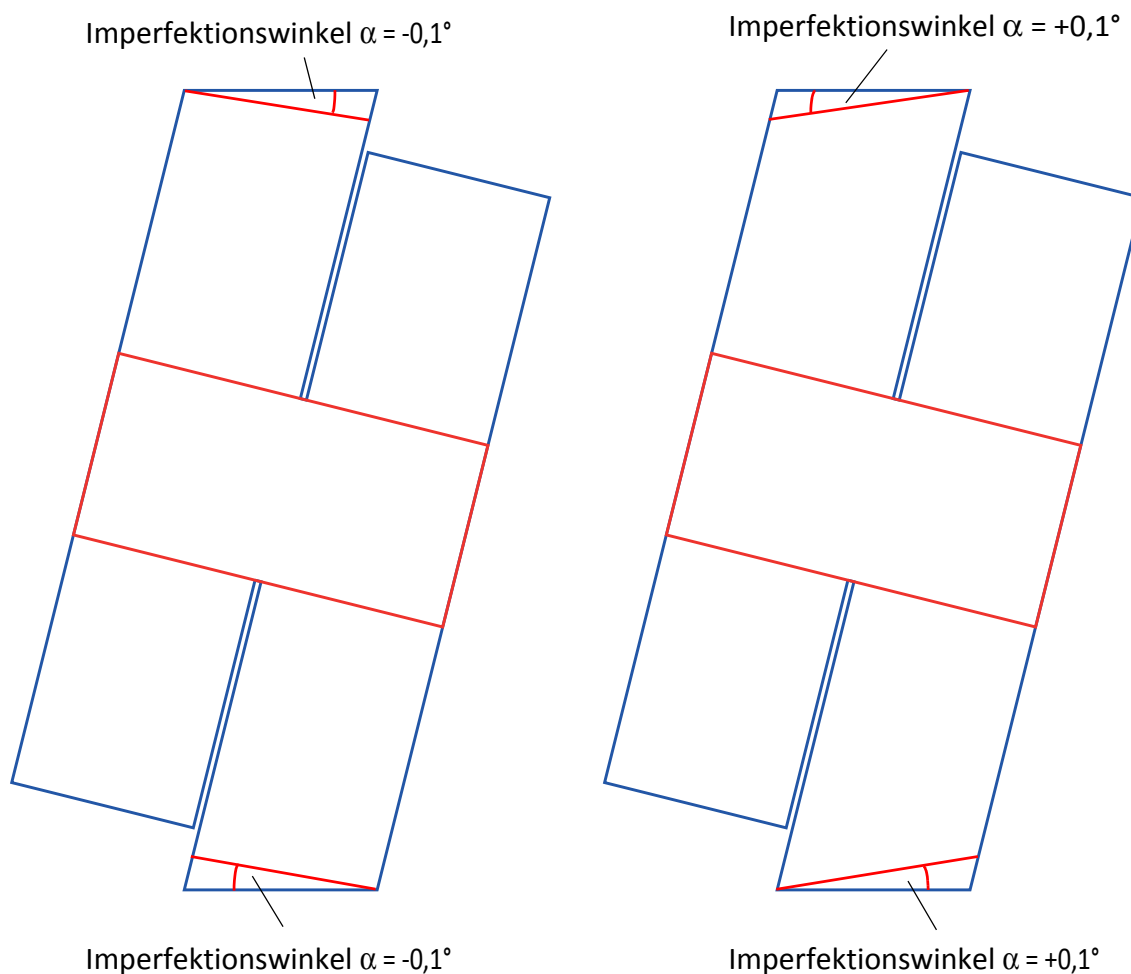 Imperfektionswinkel α = -0,1°
Imperfektionswinkel α = +0,1°
Imperfektionswinkel α = -0,1°
Imperfektionswinkel α = +0,1°